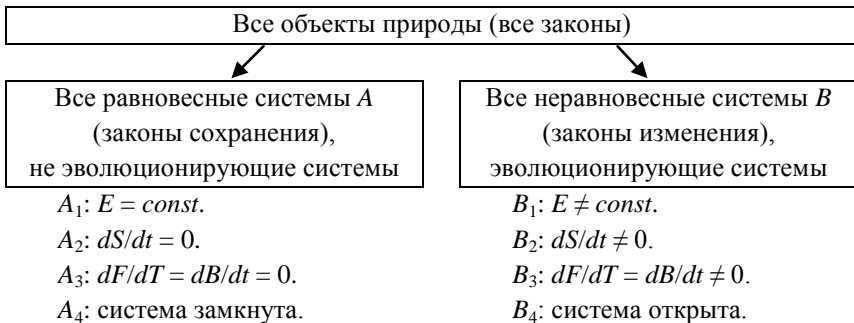 Все объекты природы (все законы)
Все равновесные системы A
(законы сохранения),
не эволюционирующие системы
A₁: E = const.
A₂: dS/dt = 0.
A₃: dF/dT = dB/dt = 0.
A₄: система замкнута.
Все неравновесные системы B
(законы изменения),
эволюционирующие системы
B₁: E ≠ const.
B₂: dS/dt ≠ 0.
B₃: dF/dT = dB/dt ≠ 0.
B₄: система открыта.